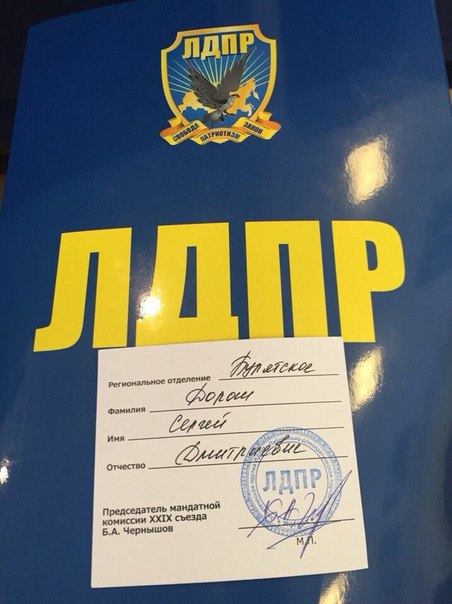 ЛДПР
СВОБОДА ПАТРИОТИЗМ ЗАКОН
ЛДПР
Региональное отделение Бурятское
Фамилия Дорош
Имя Сергей
Отчество Дмитриевич
ЛДПР
Председатель мандатной
комиссии XXIX съезда
Б.А. Чернышов
М.П.